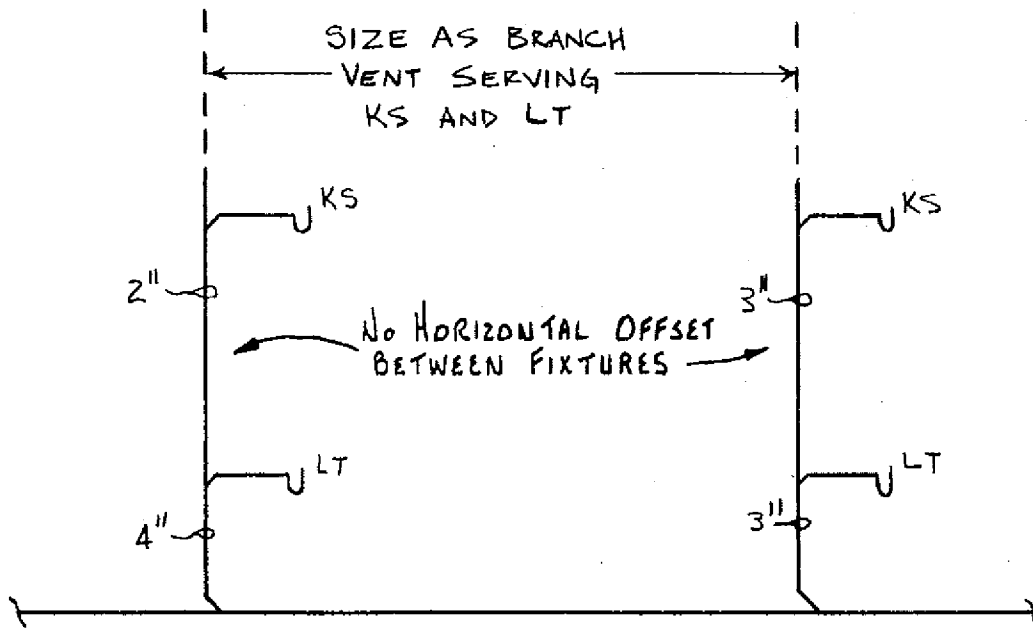 SIZE AS BRANCH
VENT SERVING
KS AND LT
KS
KS
2"
3"
No HORIZONTAL OFFSET
BETWEEN FIXTURES
LT
LT
4"
3"